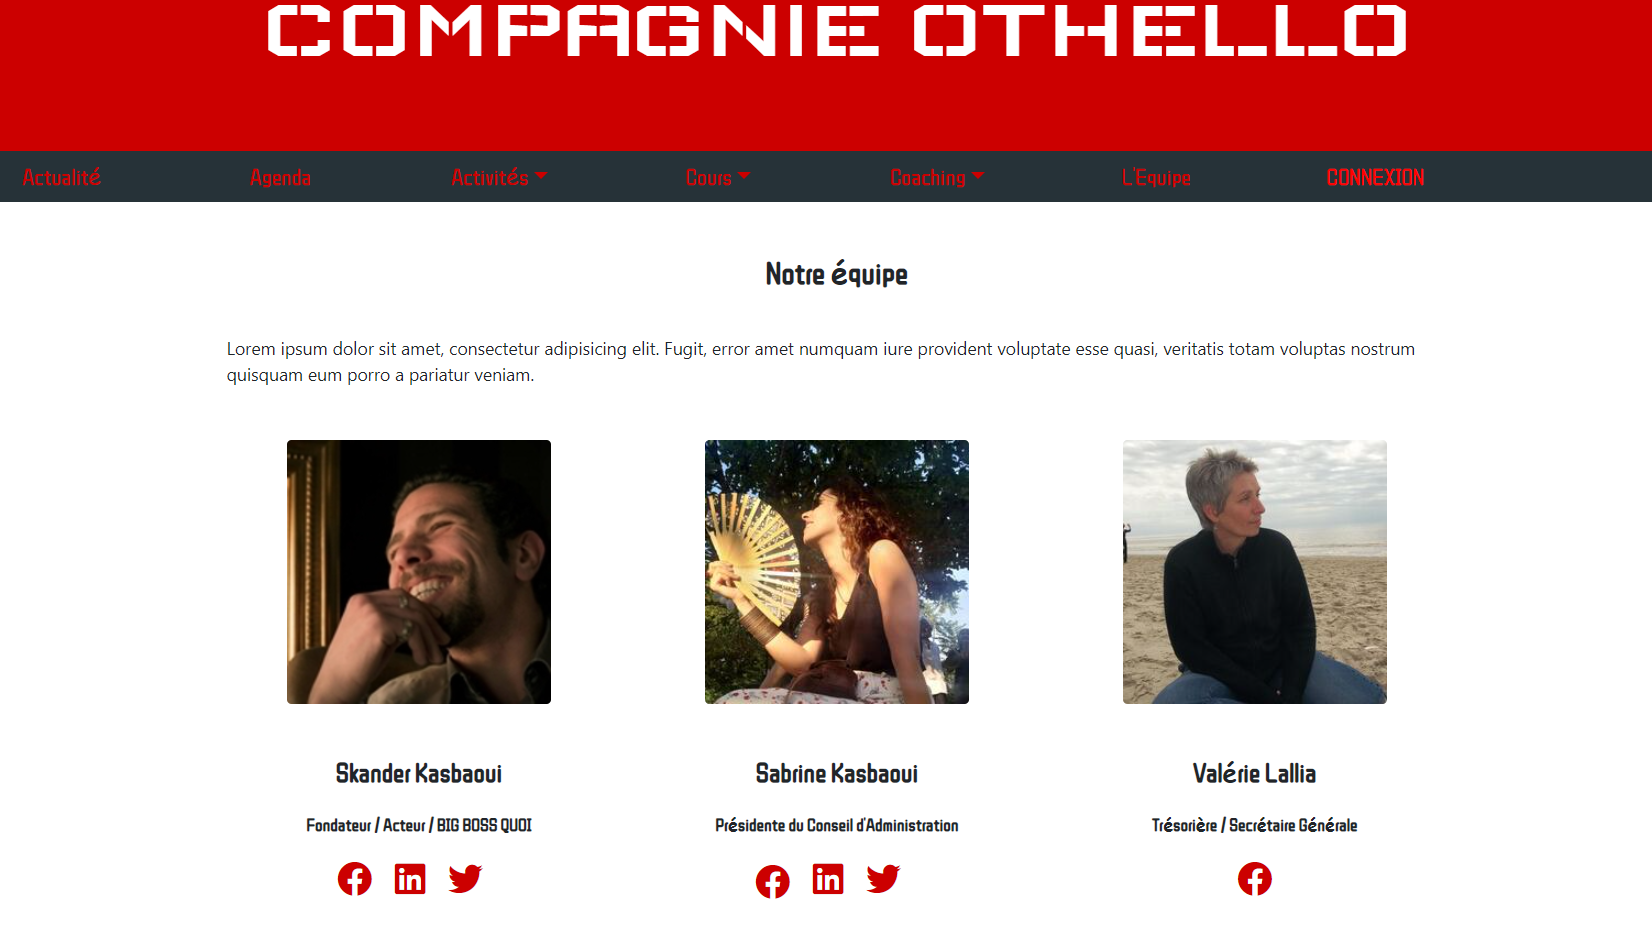 COMPAGNIE OTHELLO
Actualité Agenda Activités Cours Coaching L'Equipe CONNEXION
Notre équipe
Lorem ipsum dolor sit amet, consectetur adipisicing elit. Fugit, error amet numquam iure provident voluptate esse quasi, veritatis totam voluptas nostrum
quisquam eum porro a pariatur veniam.
Skander Kasbaoui
Fondateur / Acteur / BIG BOSS QUOI
Sabrine Kasbaoui
Présidente du Conseil d'Administration
Valérie Lallia
Trésorière / Secrétaire Générale